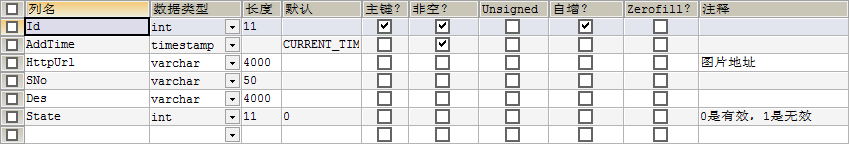 列名 数据类型 长度 默认 主键? 非空? Unsigned 自增? Zerofill? 注释
Id int 11
AddTime timestamp CURRENT_TIM
HttpUrl varchar 4000 图片地址
SNo varchar 50
Des varchar 4000
State int 11 0 0是有效，1是无效